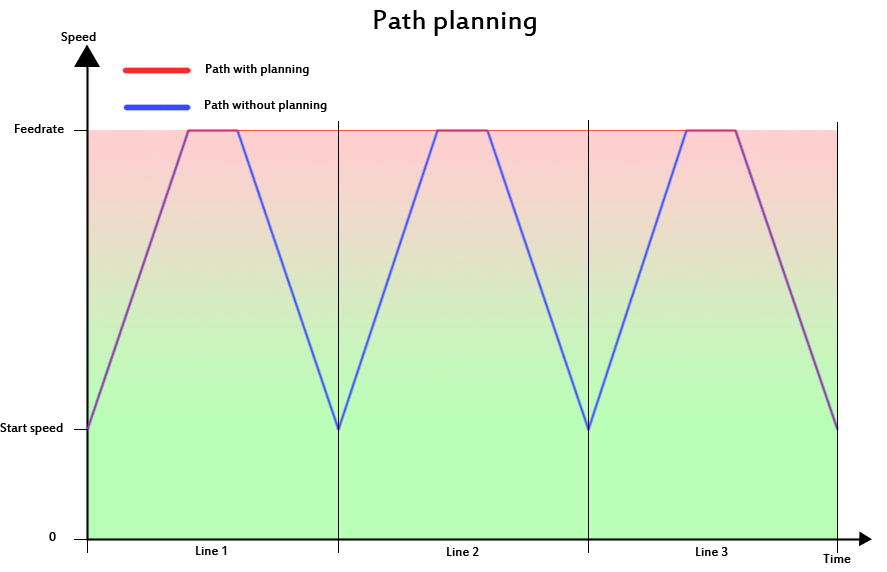 Path planning
Speed
Path with planning
Path without planning
Feedrate
Start speed
0
Line 1
Line 2
Line 3
Time